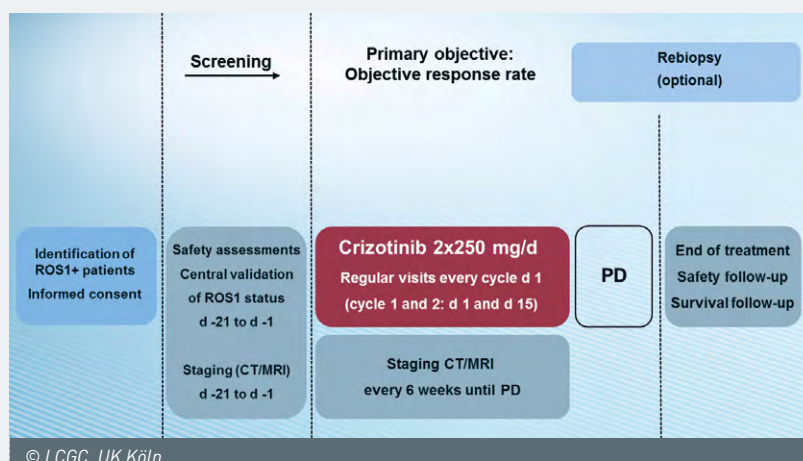 Screening
Primary objective:
Objective response rate
Rebiopsy
(optional)
Identification of
ROS1+ patients
Informed consent
Safety assessments
Central validation
of ROS1 status
d -21 to d -1
Staging (CT/MRI)
d -21 to d -1
Crizotinib 2x250 mg/d
Regular visits every cycle d 1
(cycle 1 and 2: d 1 and d 15)
Staging CT/MRI
every 6 weeks until PD
PD
End of treatment
Safety follow-up
Survival follow-up
© LCGC, UK Köln